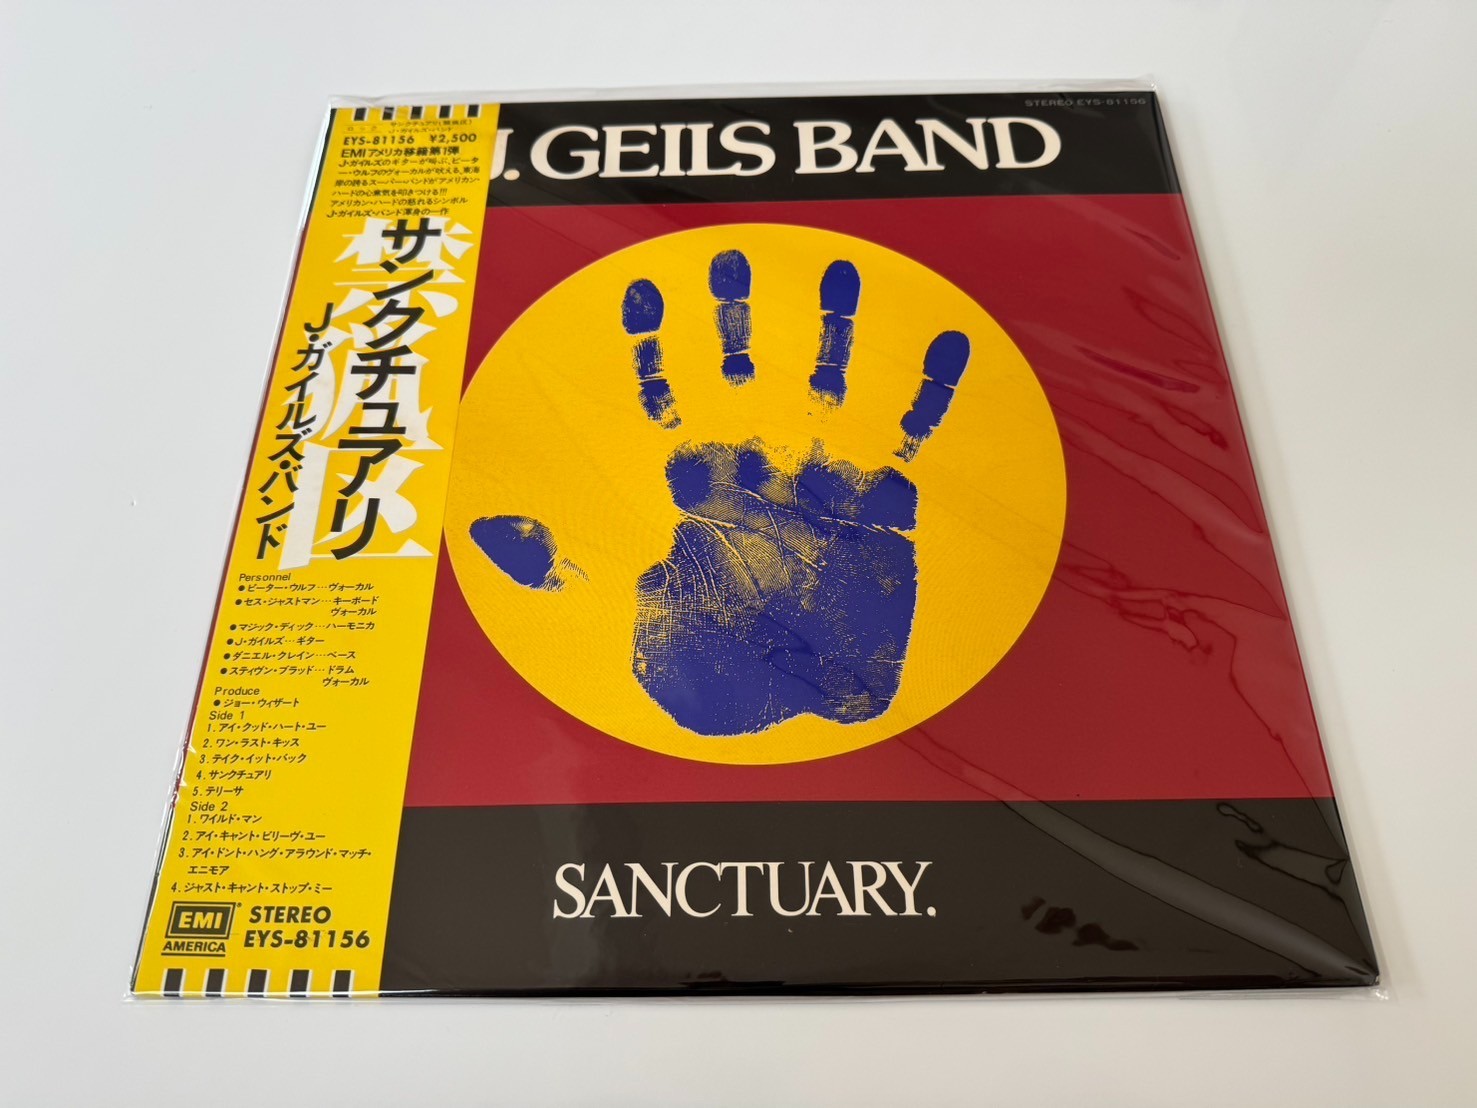 STEREO EYS-81156
J. GEILS BAND
サンクチュアリ(禁漁区)
J・ガイルズ・バンド
EYS-81156 ¥2,500
EMIアメリカ移籍第1弾
J・ガイルズのギターが叫ぶ、ピータ
ー・ウルフのヴォーカルが吠える、東海
岸の誇るスーパー・バンドがアメリカン・
ハードの心意気を叩きつける!!!
アメリカン・ハードの怒れるシンボル
J・ガイルズ・バンド渾身の一作
禁猟区
サンクチュアリ
J・ガイルズ・バンド
Personnel
●ピーター・ウルフ…ヴォーカル
●セス・ジャストマン…キーボード
ヴォーカル
●マジック・ディック…ハーモニカ
●J・ガイルズ…ギター
●ダニエル・クレイン…ベース
●スティヴン・ブラッド…ドラム
ヴォーカル
Produce
●ジョー・ウィザート
Side 1
1.アイ・クッド・ハート・ユー
2.ワン・ラスト・キッス
3.テイク・イット・バック
4.サンクチュアリ
5.テリーサ
Side 2
1.ワイルド・マン
2.アイ・キャント・ビリーヴ・ユー
3.アイ・ドント・ハング・アラウンド・マッチ・
エニモア
4.ジャスト・キャント・ストップ・ミー
EMI
AMERICA
STEREO
EYS-81156
SANCTUARY.